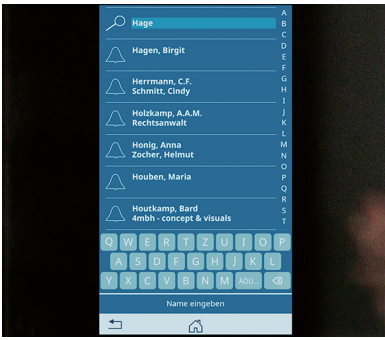 Hage
Hagen, Birgit
Herrmann, C.F.
Schmitt, Cindy
Holzkamp, A.A.M.
Rechtsanwalt
Honig, Anna
Zocher, Helmut
Houben, Maria
Houtkamp, Bard
4mbh - concept & visuals
A
B
C
D
E
F
G
H
I
J
K
L
M
N
O
P
Q
R
S
T
Q W E R T Z U I O P
A S D F G H J K L
Y X C V B N M ÄÖÜ...
Name eingeben